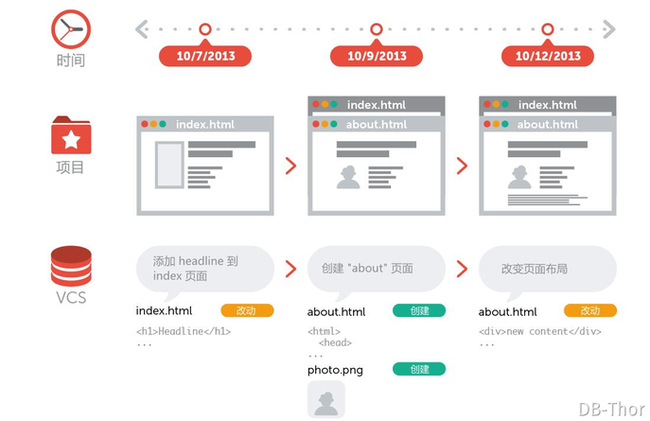 时间
10/7/2013
10/9/2013
10/12/2013
项目
index.html
index.html
about.html
index.html
about.html
VCS
添加 headline 到
index 页面
创建 "about" 页面
改变页面布局
index.html 改动
<h1>Headline</h1>
...
about.html 创建
<html>
<head>
...
photo.png 创建
about.html 改动
<div>new content</div>
...
DB-Thor